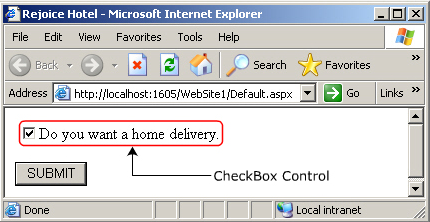 Rejoice Hotel - Microsoft Internet Explorer
File Edit View Favorites Tools Help
Back Search Favorites
Address http://localhost:1605/WebSite1/Default.aspx Go Links »
Do you want a home delivery.
SUBMIT
CheckBox Control
Done Local intranet